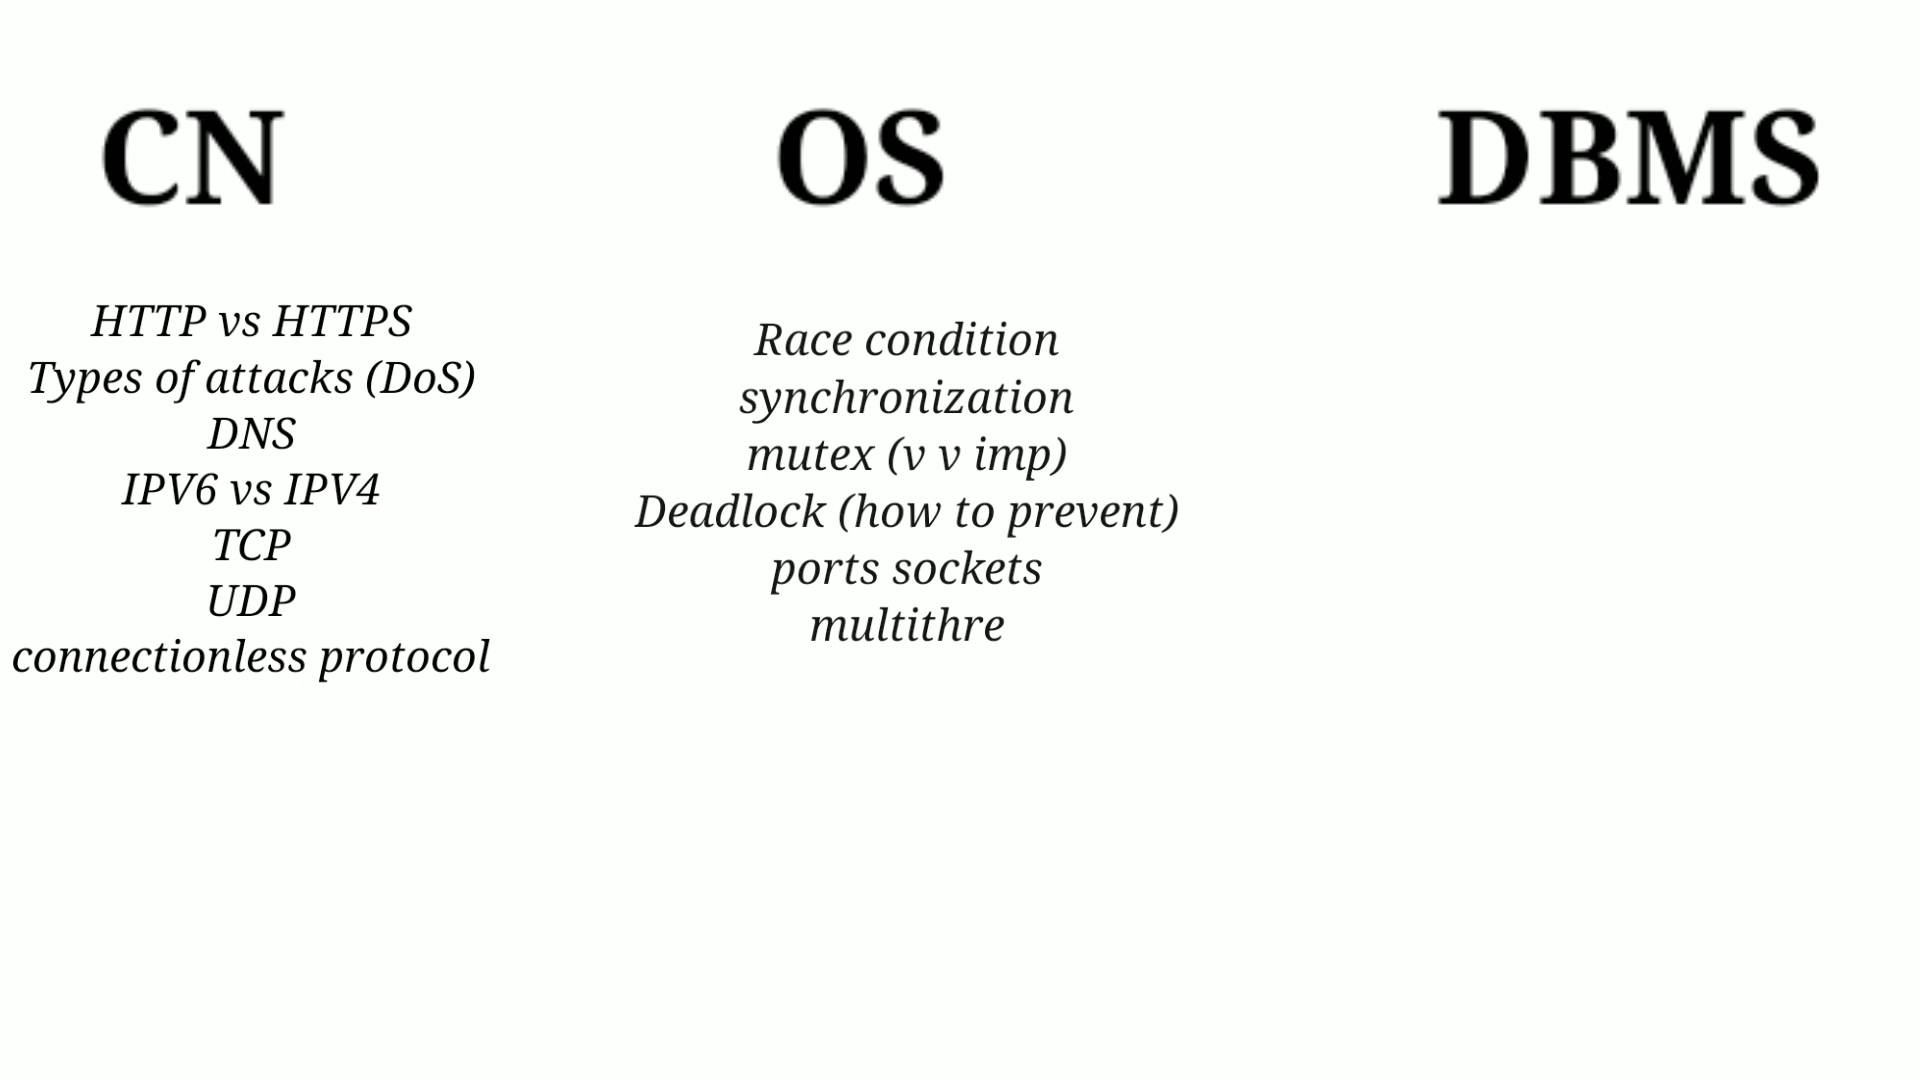 CN
OS
DBMS
HTTP vs HTTPS
Types of attacks (DoS)
DNS
IPV6 vs IPV4
TCP
UDP
connectionless protocol
Race condition
synchronization
mutex (v v imp)
Deadlock (how to prevent)
ports sockets
multithre